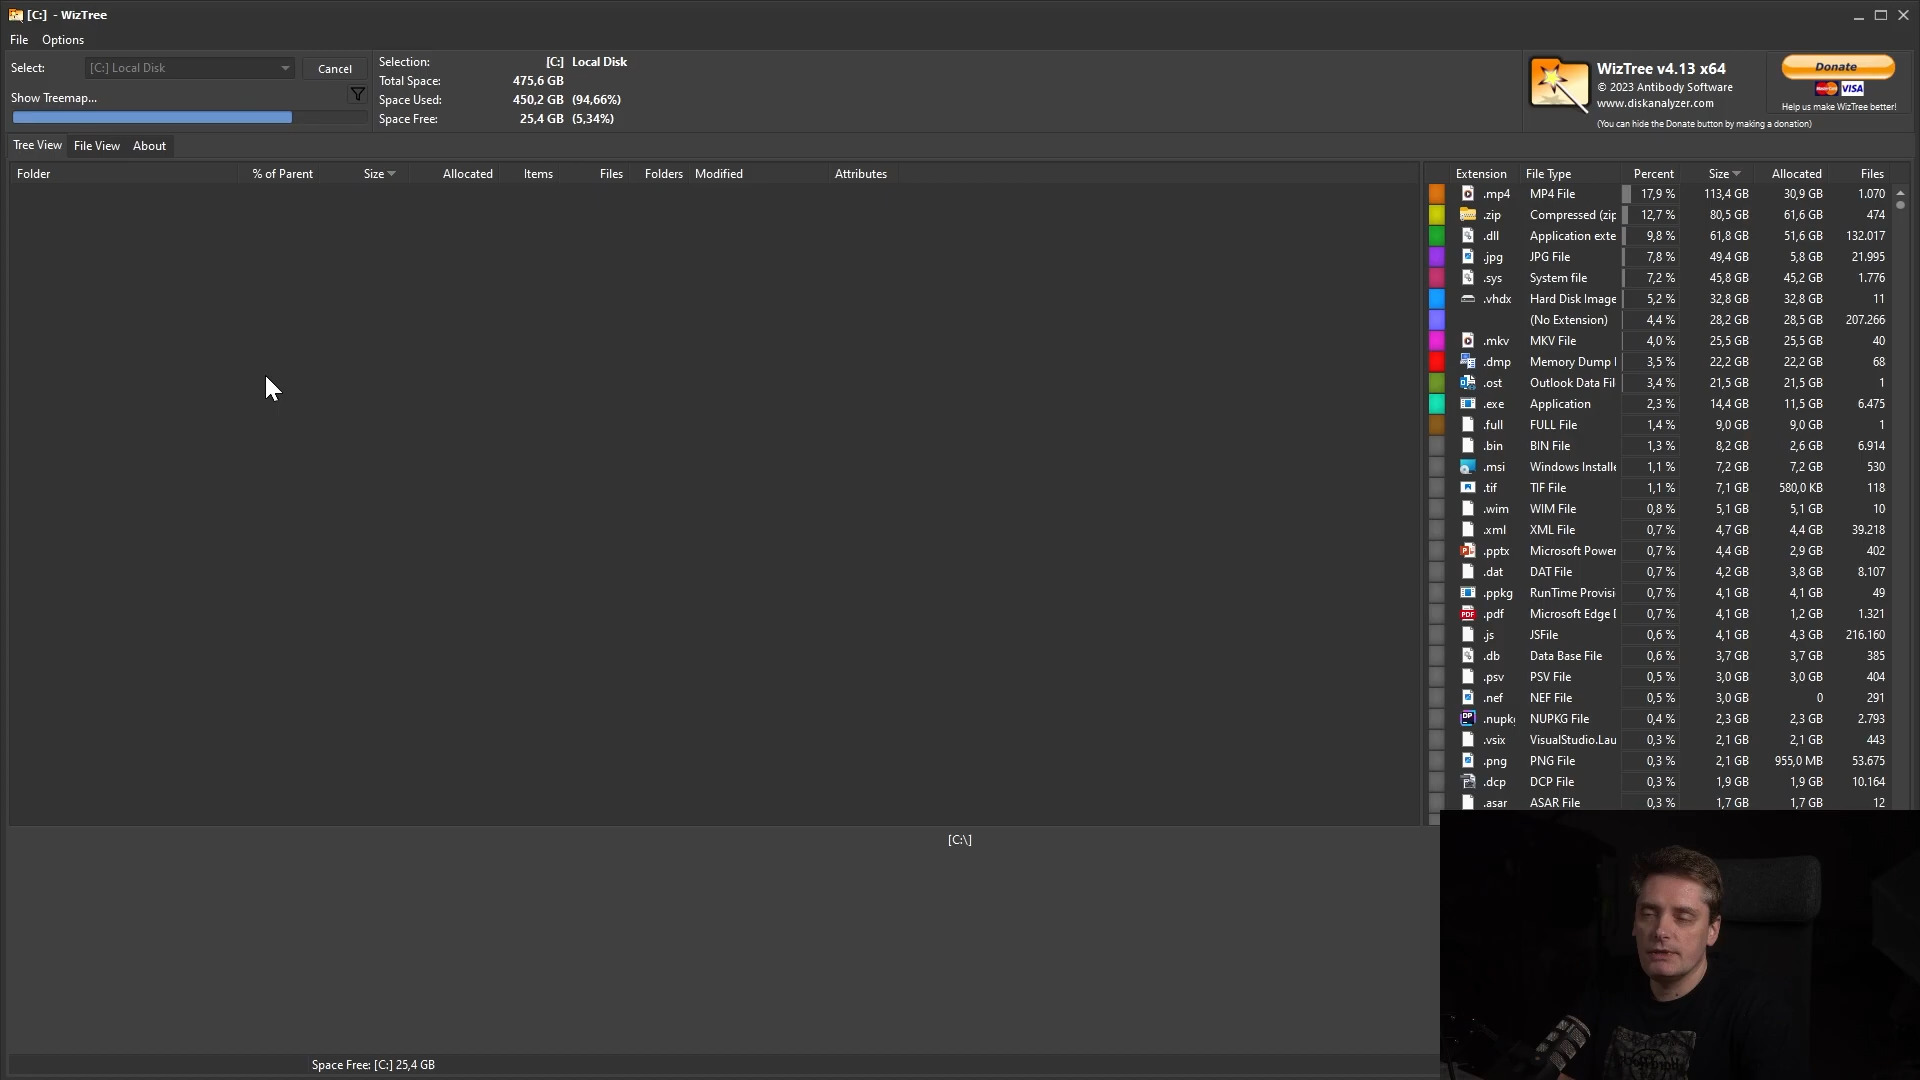 [C:] - WizTree
File Options
Select: [C:] Local Disk Cancel
Show Treemap...
Selection: [C:] Local Disk
Total Space: 475,6 GB
Space Used: 450,2 GB (94,66%)
Space Free: 25,4 GB (5,34%)
WizTree v4.13 x64
© 2023 Antibody Software
www.diskanalyzer.com
(You can hide the Donate button by making a donation)
Donate
MasterCard VISA
Help us make WizTree better!
Tree View File View About
Folder % of Parent Size Allocated Items Files Folders Modified Attributes
Extension File Type Percent Size Allocated Files
.mp4 MP4 File 17,9 % 113,4 GB 30,9 GB 1.070
.zip Compressed (zip 12,7 % 80,5 GB 61,6 GB 474
.dll Application exte 9,8 % 61,8 GB 51,6 GB 132.017
.jpg JPG File 7,8 % 49,4 GB 5,8 GB 21.995
.sys System file 7,2 % 45,8 GB 45,2 GB 1.776
.vhdx Hard Disk Image 5,2 % 32,8 GB 32,8 GB 11
(No Extension) 4,4 % 28,2 GB 28,5 GB 207.266
.mkv MKV File 4,0 % 25,5 GB 25,5 GB 40
.dmp Memory Dump 3,5 % 22,2 GB 22,2 GB 68
.ost Outlook Data Fil 3,4 % 21,5 GB 21,5 GB 1
.exe Application 2,3 % 14,4 GB 11,5 GB 6.475
.full FULL File 1,4 % 9,0 GB 9,0 GB 1
.bin BIN File 1,3 % 8,2 GB 2,6 GB 6.914
.msi Windows Installe 1,1 % 7,2 GB 7,2 GB 530
.tif TIF File 1,1 % 7,1 GB 580,0 KB 118
.wim WIM File 0,8 % 5,1 GB 5,1 GB 10
.xml XML File 0,7 % 4,7 GB 4,4 GB 39.218
.pptx Microsoft Power 0,7 % 4,4 GB 2,9 GB 402
.dat DAT File 0,7 % 4,2 GB 3,8 GB 8.107
.ppkg RunTime Provisi 0,7 % 4,1 GB 4,1 GB 49
PDF .pdf Microsoft Edge 0,7 % 4,1 GB 1,2 GB 1.321
.js JSFile 0,6 % 4,1 GB 4,3 GB 216.160
.db Data Base File 0,6 % 3,7 GB 3,7 GB 385
.psv PSV File 0,5 % 3,0 GB 3,0 GB 404
.nef NEF File 0,5 % 3,0 GB 0 291
DP .nupk NUPKG File 0,4 % 2,3 GB 2,3 GB 2.793
.vsix VisualStudio.Lau 0,3 % 2,1 GB 2,1 GB 443
.png PNG File 0,3 % 2,1 GB 955,0 MB 53.675
.dcp DCP File 0,3 % 1,9 GB 1,9 GB 10.164
.asar ASAR File 0,3 % 1,7 GB 1,7 GB 12
[C:\]
Space Free: [C:] 25,4 GB